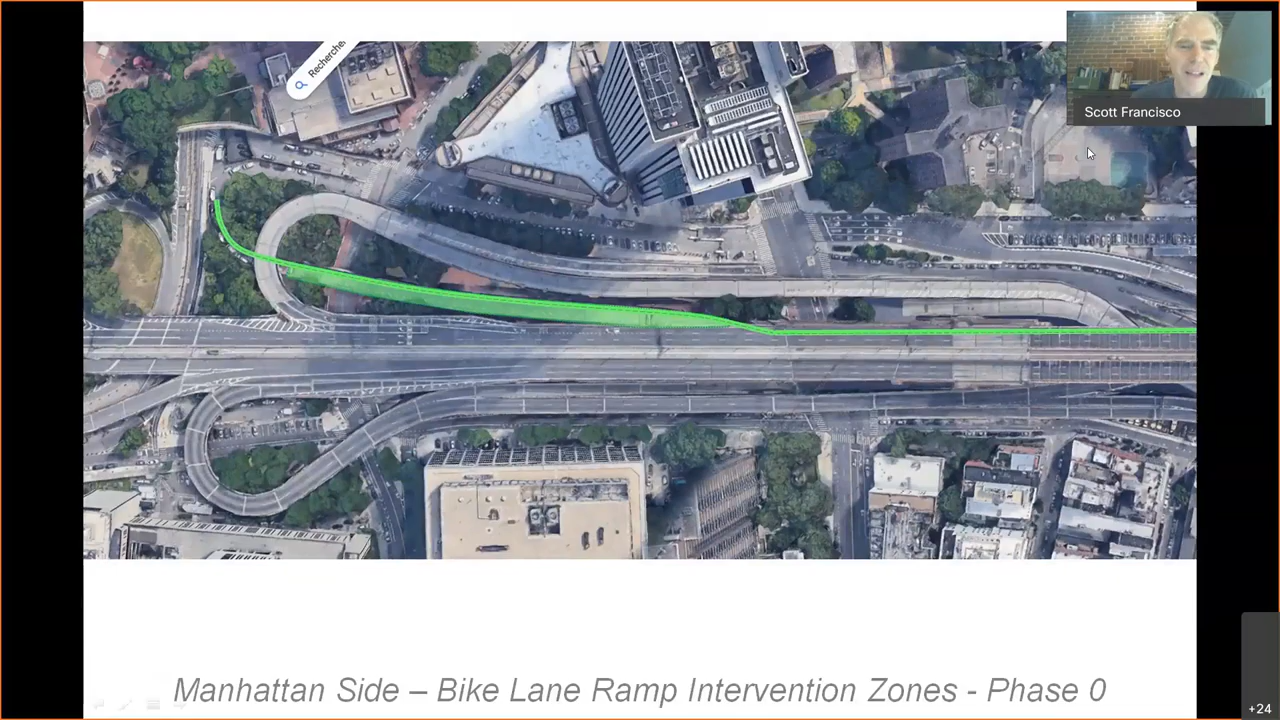 Recherche
Scott Francisco
Manhattan Side – Bike Lane Ramp Intervention Zones - Phase 0
+24